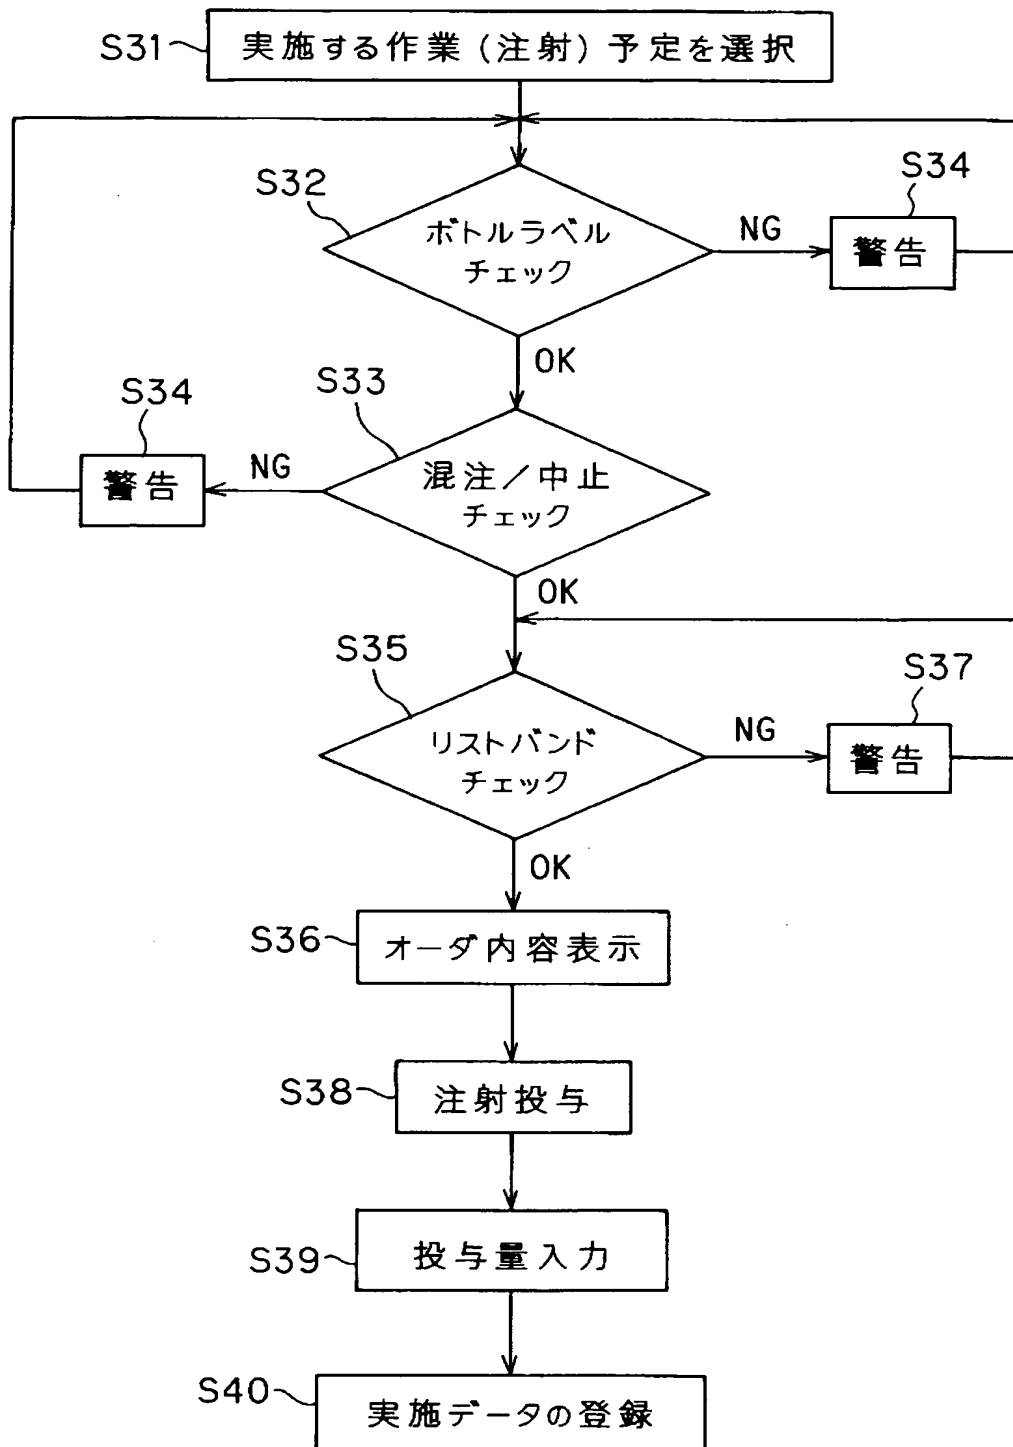 S31
実施する作業（注射）予定を選択
S32
ボトルラベル
チェック
NG
S34
警告
OK
S33
混注／中止
チェック
NG
S34
警告
OK
S35
リストバンド
チェック
NG
S37
警告
OK
S36
オーダ内容表示
S38
注射投与
S39
投与量入力
S40
実施データの登録